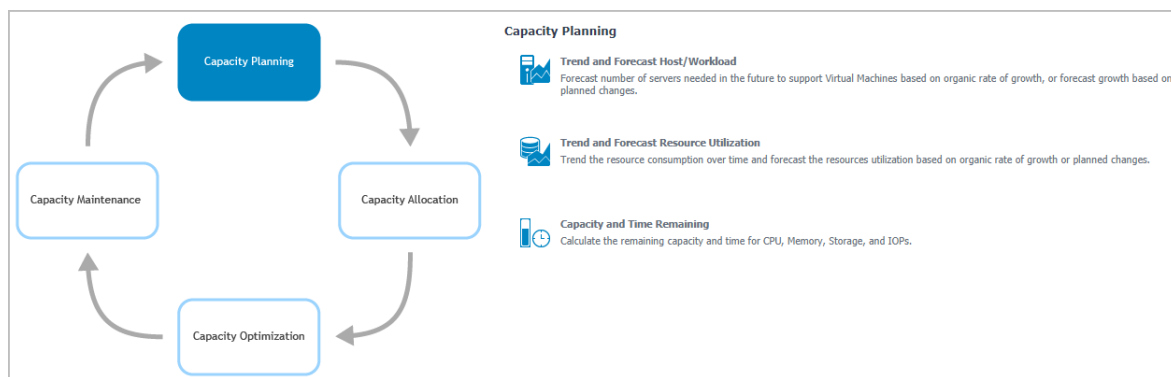 Capacity Planning
Capacity Maintenance
Capacity Allocation
Capacity Optimization
Capacity Planning
Trend and Forecast Host/Workload
Forecast number of servers needed in the future to support Virtual Machines based on organic rate of growth, or forecast growth based on
planned changes.
Trend and Forecast Resource Utilization
Trend the resource consumption over time and forecast the resources utilization based on organic rate of growth or planned changes.
Capacity and Time Remaining
Calculate the remaining capacity and time for CPU, Memory, Storage, and IOPs.